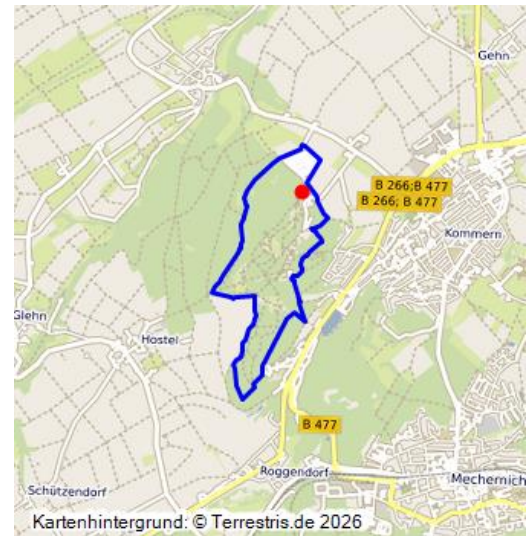 Gehn
B 266;B 477
B 266; B 477
Kommern
Glehn
Hostel
B 477
Roggendorf
Mechernich
Schützendorf
Kartenhintergrund: © Terrestris.de 2026